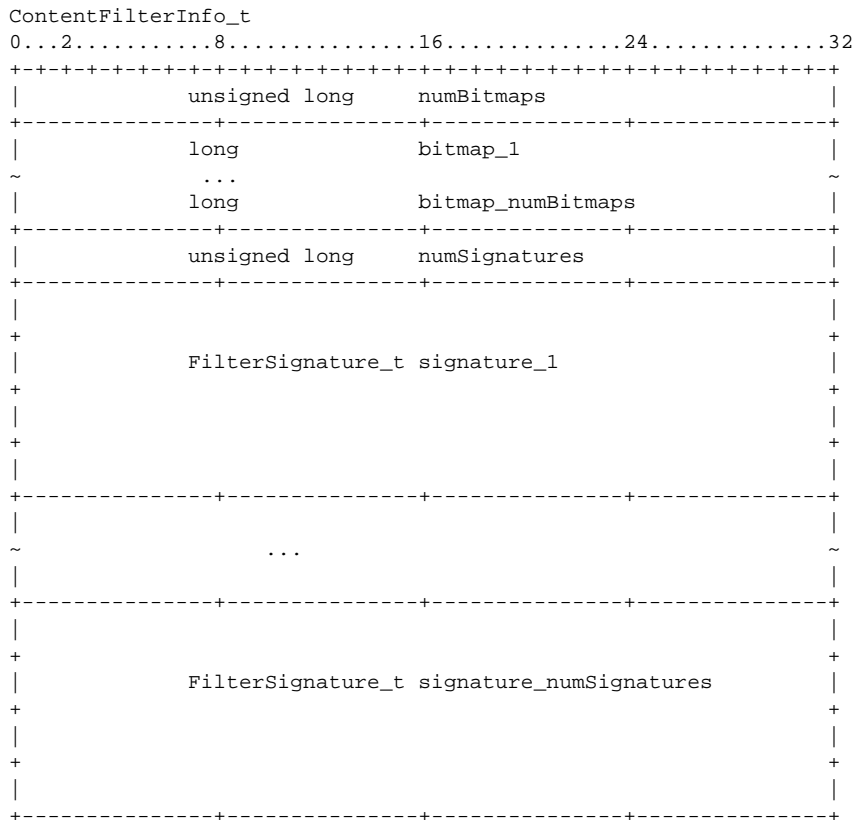 ContentFilterInfo_t
0...2...........8...............16..............24..............32
+-+-+-+-+-+-+-+-+-+-+-+-+-+-+-+-+-+-+-+-+-+-+-+-+-+-+-+-+-+-+-+-+
|             unsigned long     numBitmaps                       |
+---------------+---------------+---------------+---------------+
|             long              bitmap_1                         |
~              ...                                               ~
|             long              bitmap_numBitmaps                |
+---------------+---------------+---------------+---------------+
|             unsigned long     numSignatures                    |
+---------------+---------------+---------------+---------------+
|                                                                |
+                                                                +
|             FilterSignature_t signature_1                      |
+                                                                +
|                                                                |
+                                                                +
|                                                                |
+---------------+---------------+---------------+---------------+
|                                                                |
~                   ...                                          ~
|                                                                |
+---------------+---------------+---------------+---------------+
|                                                                |
+                                                                +
|             FilterSignature_t signature_numSignatures          |
+                                                                +
|                                                                |
+                                                                +
|                                                                |
+---------------+---------------+---------------+---------------+